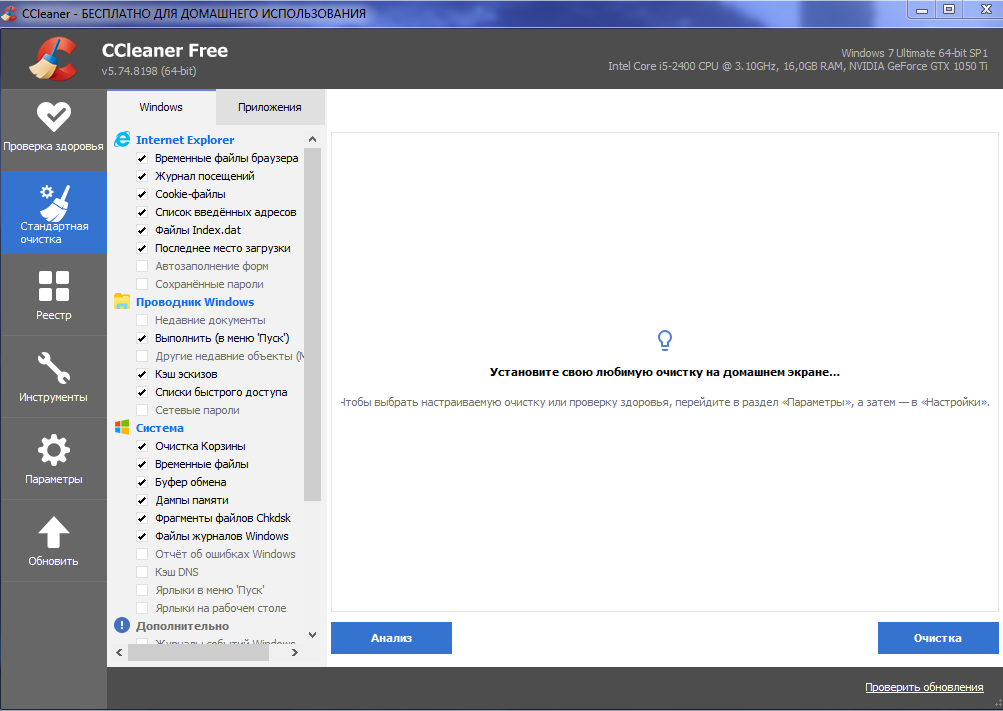 CCleaner - БЕСПЛАТНО ДЛЯ ДОМАШНЕГО ИСПОЛЬЗОВАНИЯ
CCleaner Free
v5.74.8198 (64-bit)
Windows 7 Ultimate 64-bit SP1
Intel Core i5-2400 CPU @ 3.10GHz, 16,0GB RAM, NVIDIA GeForce GTX 1050 Ti
Проверка здоровья
Стандартная
очистка
Реестр
Инструменты
Параметры
Обновить
Windows
Приложения
Internet Explorer
Временные файлы браузера
Журнал посещений
Cookie-файлы
Список введённых адресов
Файлы Index.dat
Последнее место загрузки
Автозаполнение форм
Сохранённые пароли
Проводник Windows
Недавние документы
Выполнить (в меню 'Пуск')
Другие недавние объекты (M
Кэш эскизов
Списки быстрого доступа
Сетевые пароли
Система
Очистка Корзины
Временные файлы
Буфер обмена
Дампы памяти
Фрагменты файлов Chkdsk
Файлы журналов Windows
Отчёт об ошибках Windows
Кэш DNS
Ярлыки в меню 'Пуск'
Ярлыки на рабочем столе
Дополнительно
Журналы событий Windows
Установите свою любимую очистку на домашнем экране...
Чтобы выбрать настраиваемую очистку или проверку здоровья, перейдите в раздел «Параметры», а затем — в «Настройки».
Анализ
Очистка
Проверить обновления